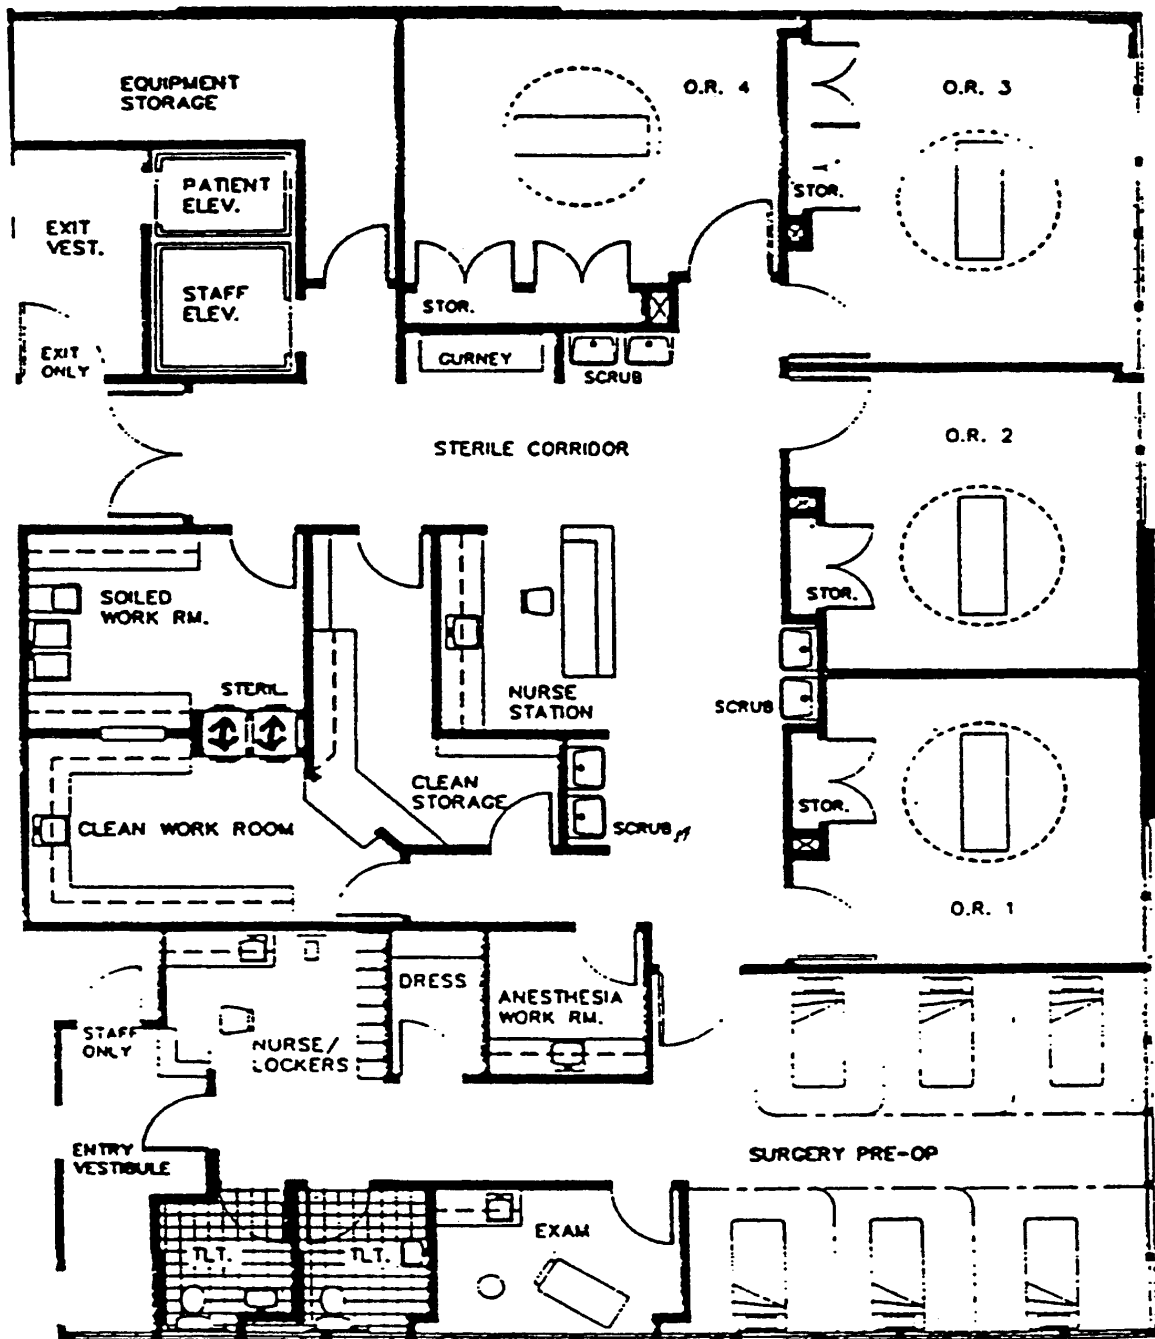 EQUIPMENT
STORAGE
O.R. 4
O.R. 3
PATIENT
ELEV.
STOR.
EXIT
VEST.
STAFF
ELEV.
STOR.
EXIT
ONLY
GURNEY
SCRUB
STERILE CORRIDOR
O.R. 2
SOILED
WORK RM.
STOR.
STERIL.
NURSE
STATION
SCRUB
CLEAN
STORAGE
STOR.
CLEAN WORK ROOM
SCRUB
O.R. 1
DRESS
ANESTHESIA
WORK RM.
STAFF
ONLY
NURSE/
LOCKERS
ENTRY
VESTIBULE
SURGERY PRE-OP
EXAM
TLT.
TLT.